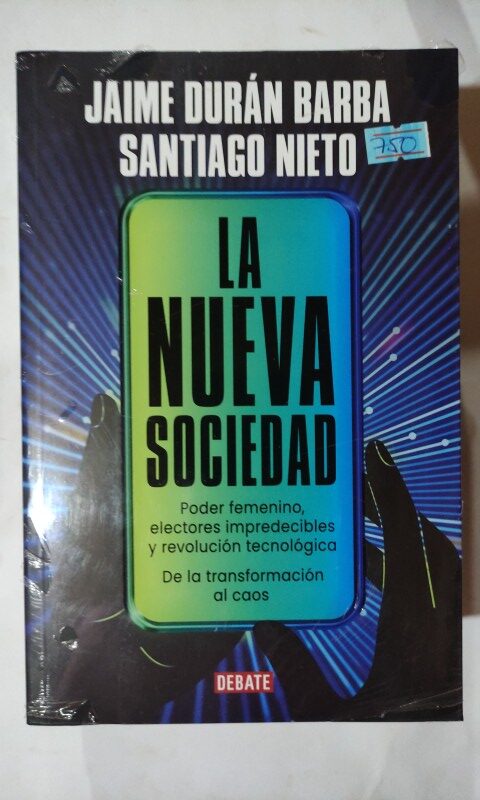 JAIME DURÁN BARBA
SANTIAGO NIETO
750
LA
NUEVA
SOCIEDAD
Poder femenino,
electores impredecibles
y revolución tecnológica
De la transformación
al caos
DEBATE